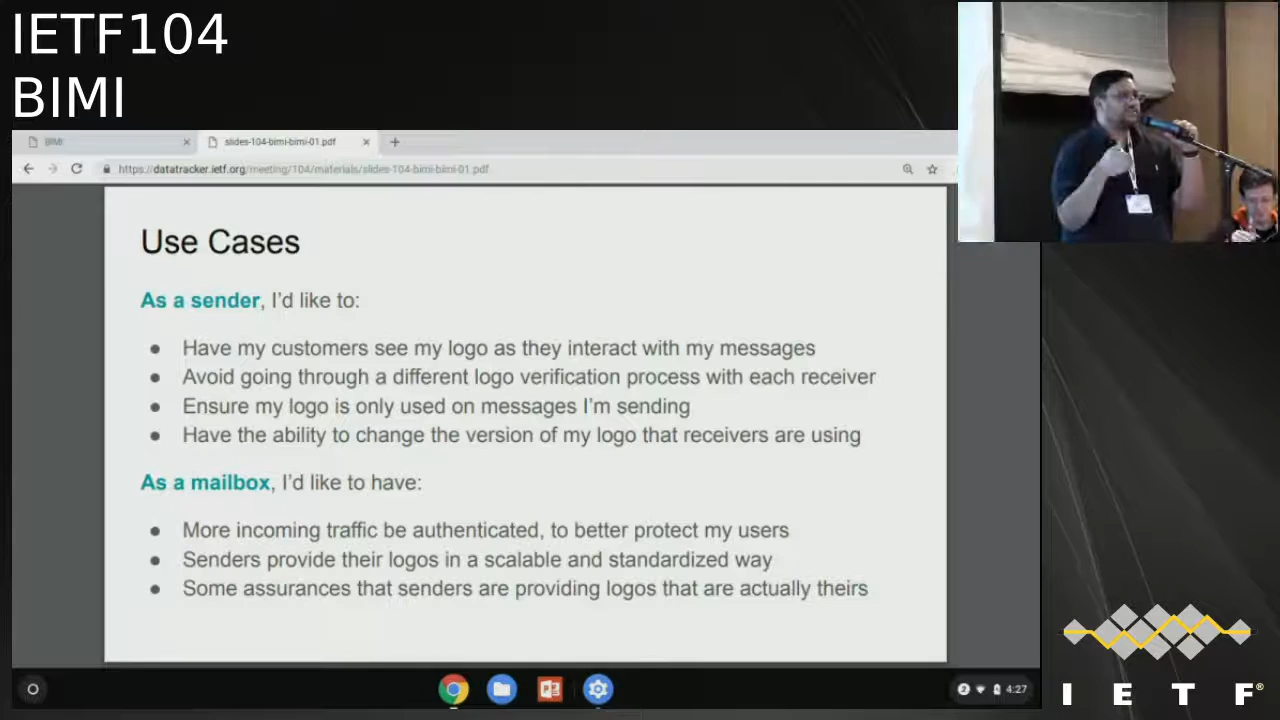 IETF104
BIMI
BIMI
slides-104-bimi-bimi-01.pdf
https://datatracker.ietf.org/meeting/104/materials/slides-104-bimi-bimi-01.pdf
Use Cases
As a sender, I'd like to:
● Have my customers see my logo as they interact with my messages
● Avoid going through a different logo verification process with each receiver
● Ensure my logo is only used on messages I'm sending
● Have the ability to change the version of my logo that receivers are using
As a mailbox, I'd like to have:
● More incoming traffic be authenticated, to better protect my users
● Senders provide their logos in a scalable and standardized way
● Some assurances that senders are providing logos that are actually theirs
2 4:27
I E T F®